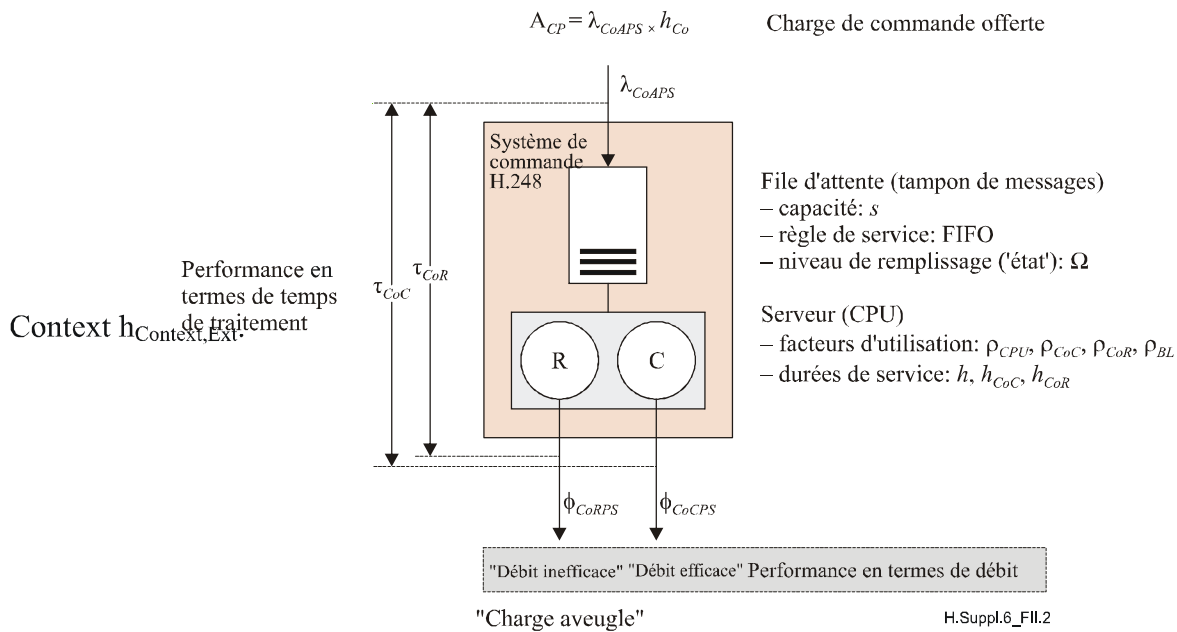 A_CP = λ_CoAPS × h_Co
Charge de commande offerte
λ_CoAPS
Système de
commande
H.248
File d'attente (tampon de messages)
– capacité: s
– règle de service: FIFO
– niveau de remplissage ('état'): Ω
τ_CoR
τ_CoC
Performance en
termes de temps
de traitement
Context h_Context,Ext.
Serveur (CPU)
– facteurs d'utilisation: ρ_CPU, ρ_CoC, ρ_CoR, ρ_BL
– durées de service: h, h_CoC, h_CoR
R
C
ϕ_CoRPS
ϕ_CoCPS
"Débit inefficace" "Débit efficace" Performance en termes de débit
"Charge aveugle"
H.Suppl.6_FII.2